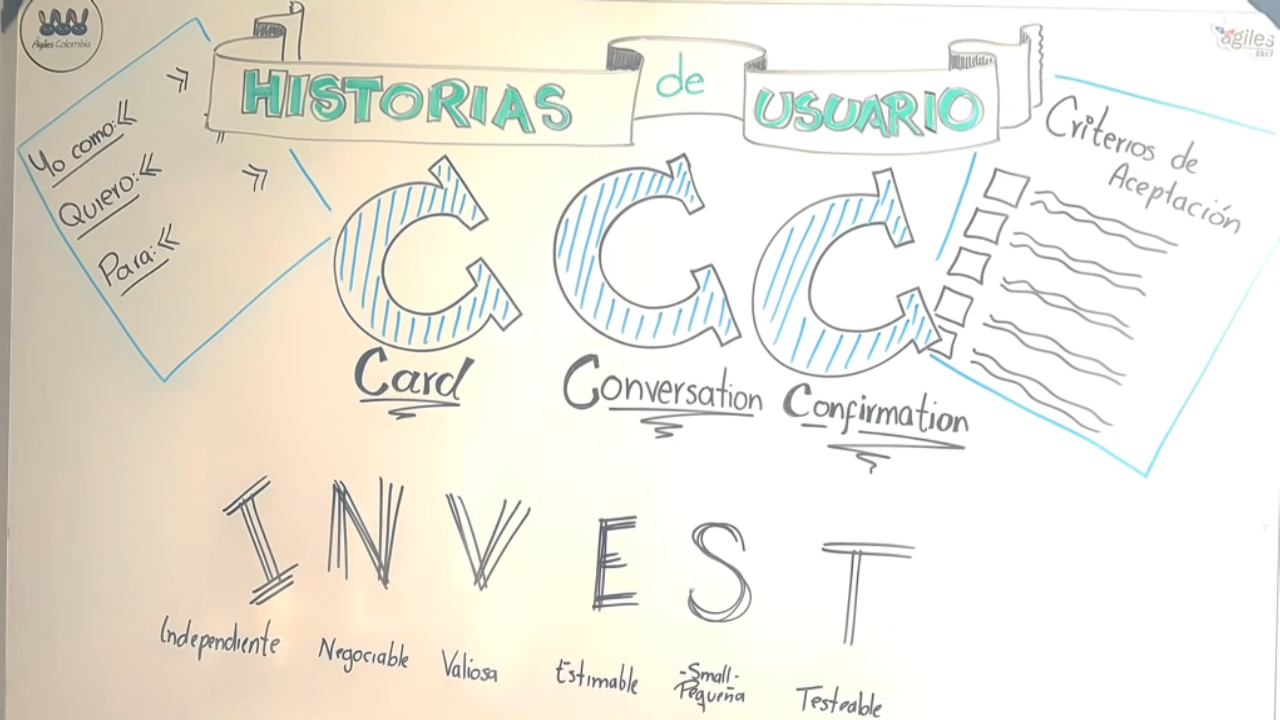 Ágiles Colombia
ágiles
2017
HISTORIAS de USUARIO
Yo como:<< >>
Quiero:<< >>
Para:<<
Criterios de
Aceptación
C C C
Card
Conversation
Confirmation
I N V E S T
Independiente
Negociable
Valiosa
Estimable
-Small-
Pequeña
Testeable